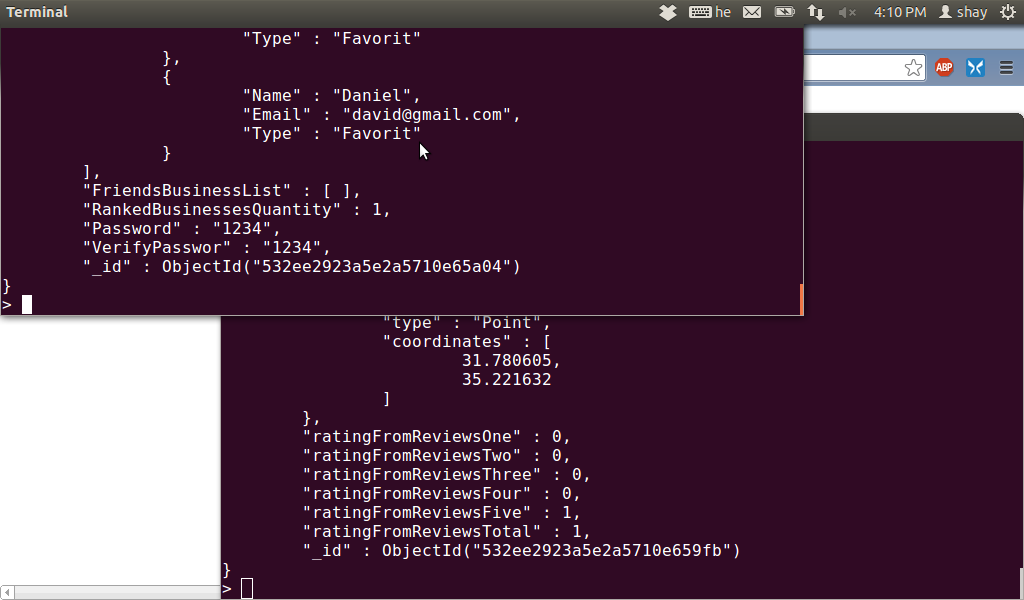 Terminal
he
4:10 PM
shay
ABP
"Type" : "Favorit"
},
{
"Name" : "Daniel",
"Email" : "david@gmail.com",
"Type" : "Favorit"
}
],
"FriendsBusinessList" : [ ],
"RankedBusinessesQuantity" : 1,
"Password" : "1234",
"VerifyPasswor" : "1234",
"_id" : ObjectId("532ee2923a5e2a5710e65a04")
}
>
"type" : "Point",
"coordinates" : [
31.780605,
35.221632
]
},
"ratingFromReviewsOne" : 0,
"ratingFromReviewsTwo" : 0,
"ratingFromReviewsThree" : 0,
"ratingFromReviewsFour" : 0,
"ratingFromReviewsFive" : 1,
"ratingFromReviewsTotal" : 1,
"_id" : ObjectId("532ee2923a5e2a5710e659fb")
}
>